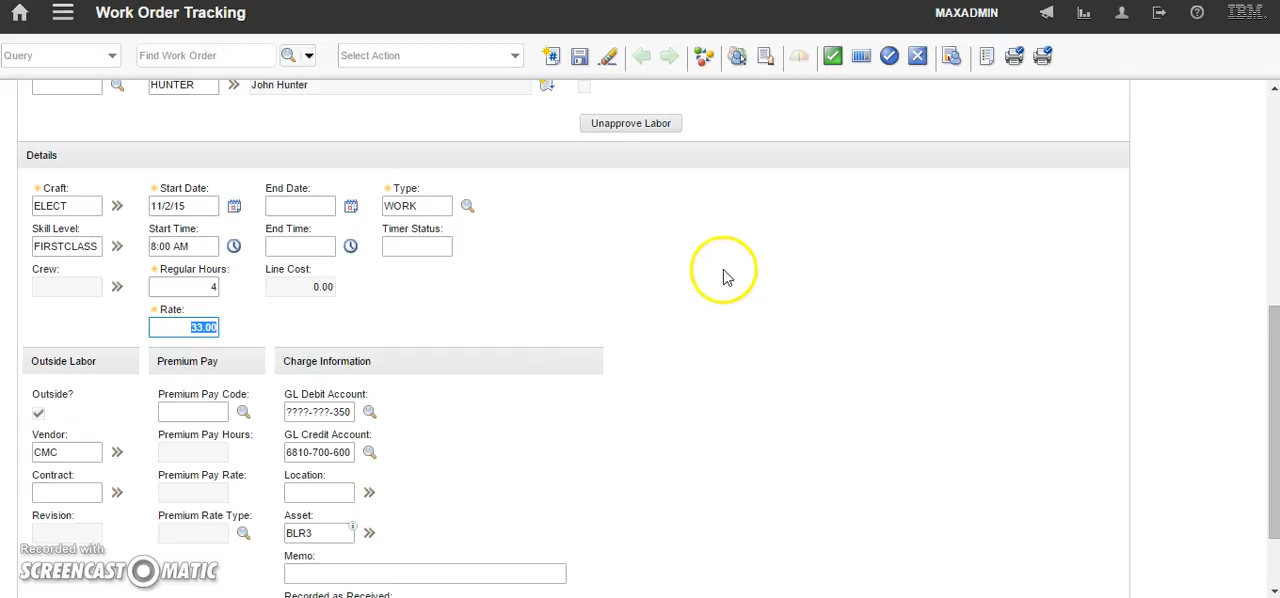 Work Order Tracking
MAXADMIN
IBM
Query
Find Work Order
Select Action
HUNTER
John Hunter
Unapprove Labor
Details
Craft:
Start Date:
End Date:
Type:
ELECT
11/2/15
WORK
Skill Level:
Start Time:
End Time:
Timer Status:
FIRSTCLASS
8:00 AM
Crew:
Regular Hours:
Line Cost:
4
0.00
Rate:
33.00
Outside Labor
Premium Pay
Charge Information
Outside?
Premium Pay Code:
GL Debit Account:
????-???-350
Vendor:
Premium Pay Hours:
GL Credit Account:
CMC
6810-700-600
Contract:
Premium Pay Rate:
Location:
Revision:
Premium Rate Type:
Asset:
BLR3
Recorded with
SCREENCAST-O-MATIC
Memo:
Recorded as Received: